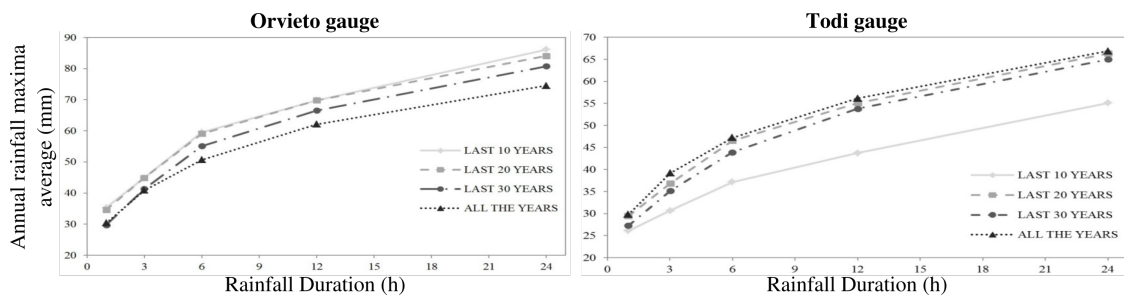 Orvieto gauge
Annual rainfall maxima
average (mm)
90
80
70
60
50
40
30
20
0
3
6
9
12
15
18
21
24
LAST 10 YEARS
LAST 20 YEARS
LAST 30 YEARS
ALL THE YEARS
Rainfall Duration (h)
Todi gauge
70
65
60
55
50
45
40
35
30
25
20
0
3
6
9
12
15
18
21
24
LAST 10 YEARS
LAST 20 YEARS
LAST 30 YEARS
ALL THE YEARS
Rainfall Duration (h)